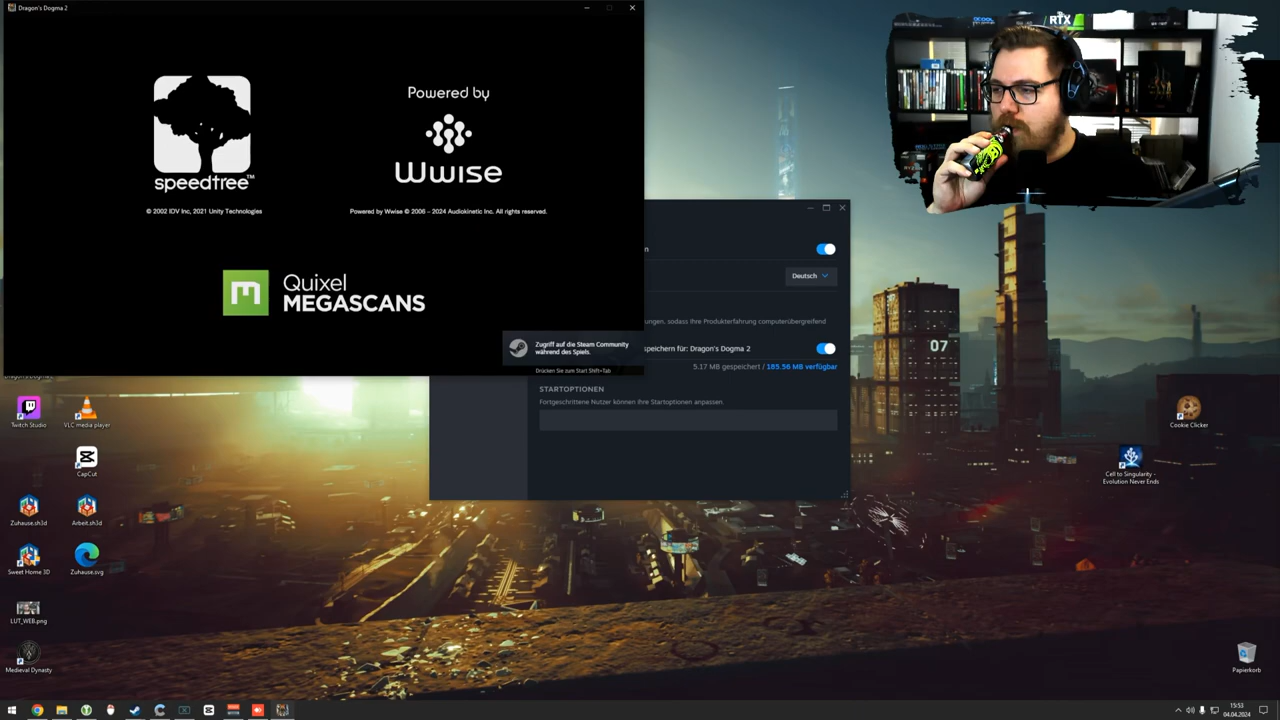 Dragon's Dogma 2
speedtree™
© 2002 IDV Inc, 2021 Unity Technologies
Powered by
Wwise
Powered by Wwise © 2006 – 2024 Audiokinetic Inc. All rights reserved.
Quixel
MEGASCANS
Zugriff auf die Steam Community
während des Spiels.
Drücken Sie zum Start Shift+Tab
n
Deutsch
ungen, sodass Ihre Produkterfahrung computerübergreifend
speichern für: Dragon's Dogma 2
5.17 MB gespeichert / 185.56 MB verfügbar
STARTOPTIONEN
Fortgeschrittene Nutzer können ihre Startoptionen anpassen.
RTX
07
Twitch Studio
VLC media player
CapCut
Zuhause.sh3d
Arbeit.sh3d
Sweet Home 3D
Zuhause.svg
LUT_WEB.png
Medieval Dynasty
Cookie Clicker
Cell to Singularity -
Evolution Never Ends
Papierkorb
15:53
04.04.2024